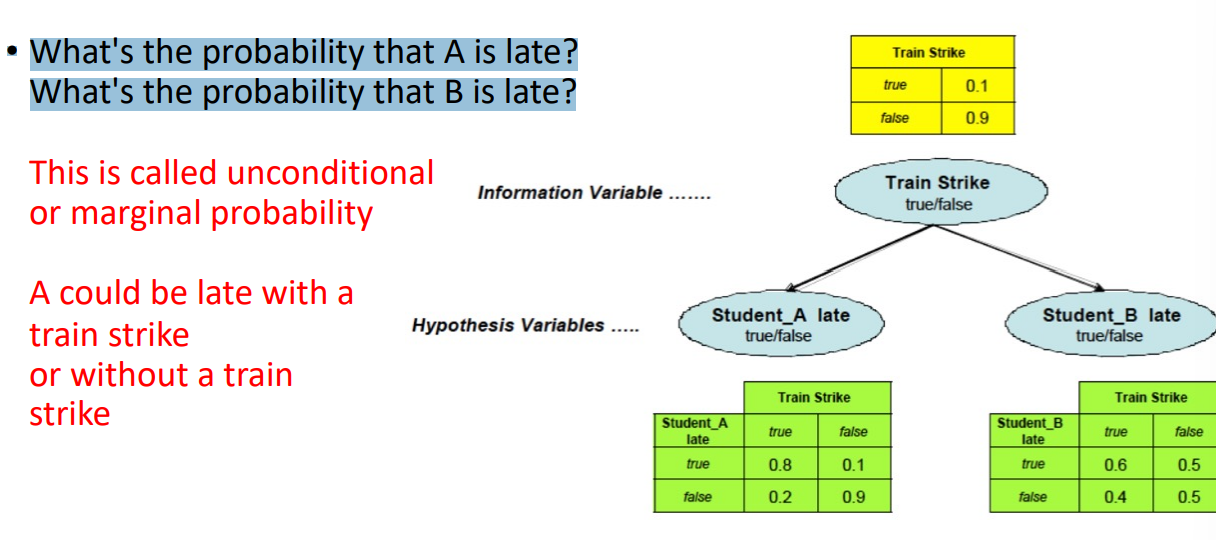 • What's the probability that A is late?
What's the probability that B is late?
This is called unconditional
or marginal probability
A could be late with a
train strike
or without a train
strike
Train Strike
true 0.1
false 0.9
Information Variable .......
Train Strike
true/false
Hypothesis Variables .....
Student_A late
true/false
Student_B late
true/false
Train Strike
Student_A
late
true false
true 0.8 0.1
false 0.2 0.9
Train Strike
Student_B
late
true false
true 0.6 0.5
false 0.4 0.5